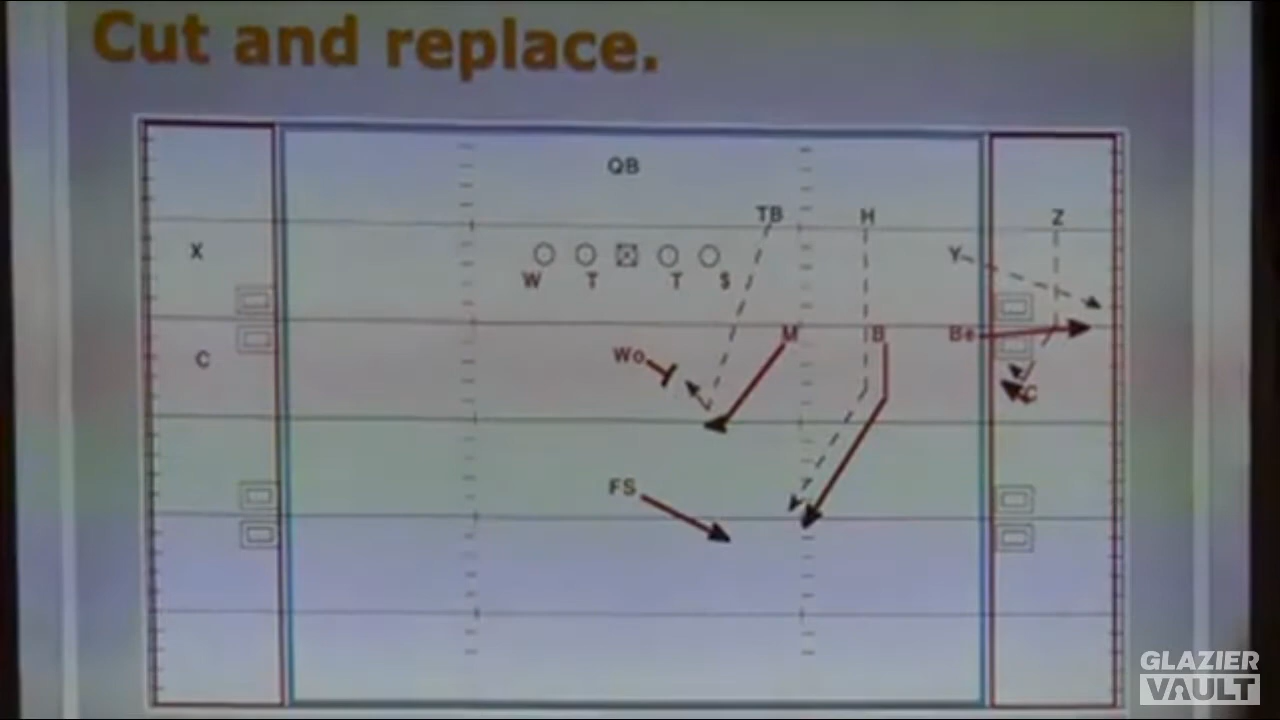 Cut and replace.
QB
TB H Z
X Y
W T T $
M B Be
Wo
C C
FS
GLAZIER
VAULT